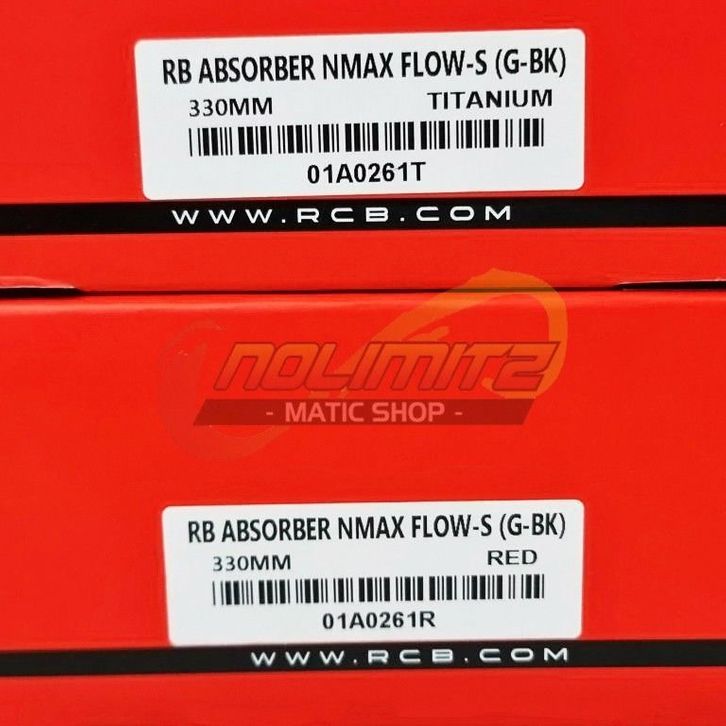 RB ABSORBER NMAX FLOW-S (G-BK)
330MM TITANIUM
01A0261T
WWW.RCB.COM
NOLIMITZ
- MATIC SHOP -
RB ABSORBER NMAX FLOW-S (G-BK)
330MM RED
01A0261R
WWW.RCB.COM